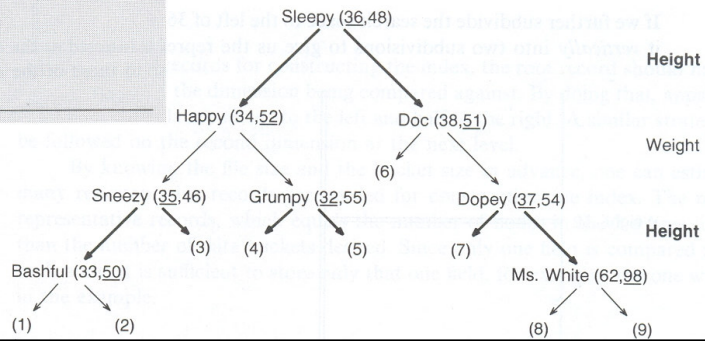 Sleepy (36,48)
Height
Happy (34,52)
Doc (38,51)
Weight
(6)
Sneezy (35,46)
Grumpy (32,55)
Dopey (37,54)
Height
(3)
(4)
(5)
(7)
Bashful (33,50)
Ms. White (62,98)
(1)
(2)
(8)
(9)